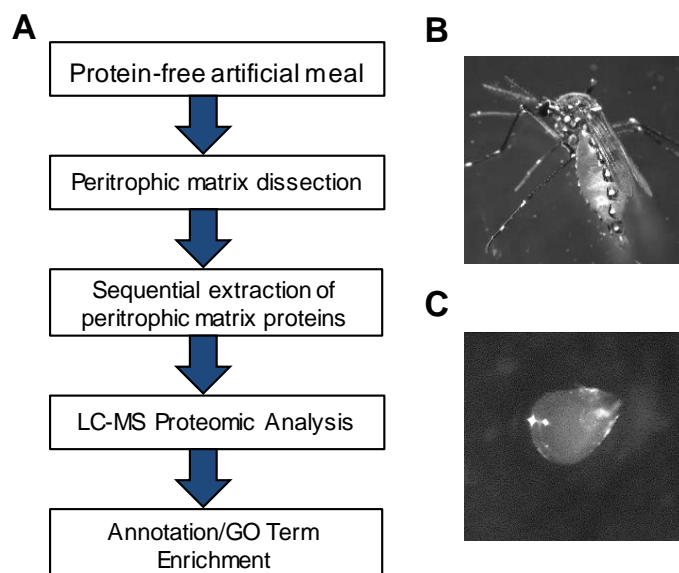 A
Protein-free artificial meal
Peritrophic matrix dissection
Sequential extraction of
peritrophic matrix proteins
LC-MS Proteomic Analysis
Annotation/GO Term
Enrichment
B
C